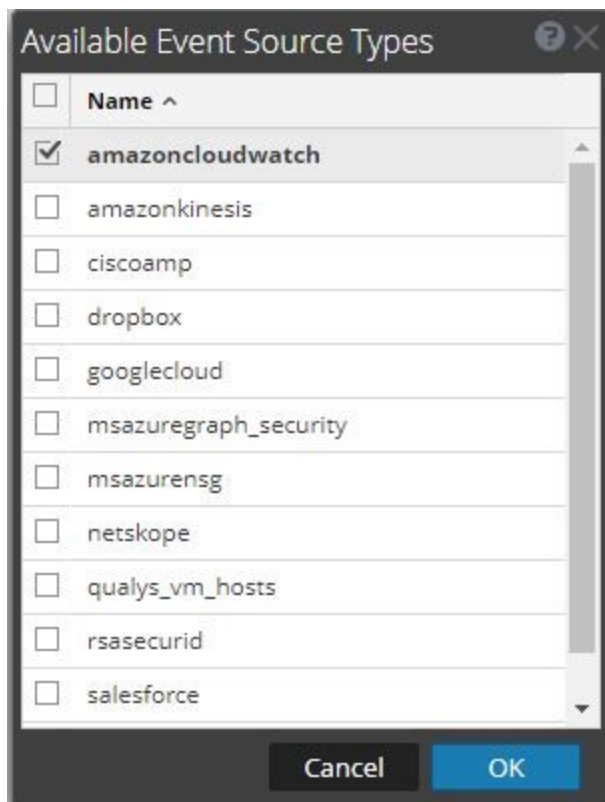 Available Event Source Types
Name
amazoncloudwatch
amazonkinesis
ciscoamp
dropbox
googlecloud
msazuregraph_security
msazurensg
netskope
qualys_vm_hosts
rsasecurid
salesforce
Cancel OK